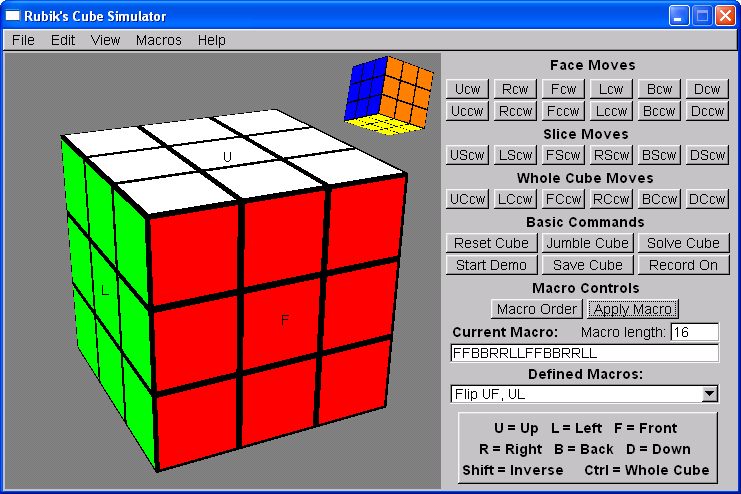 Rubik's Cube Simulator
File Edit View Macros Help
U
L
F
Face Moves
Ucw Rcw Fcw Lcw Bcw Dcw
Uccw Rccw Fccw Lccw Bccw Dccw
Slice Moves
UScw LScw FScw RScw BScw DScw
Whole Cube Moves
UCcw LCcw FCcw RCcw BCcw DCcw
Basic Commands
Reset Cube Jumble Cube Solve Cube
Start Demo Save Cube Record On
Macro Controls
Macro Order Apply Macro
Current Macro: Macro length: 16
FFBBRRLLFFBBRRLL
Defined Macros:
Flip UF, UL
U = Up L = Left F = Front
R = Right B = Back D = Down
Shift = Inverse Ctrl = Whole Cube